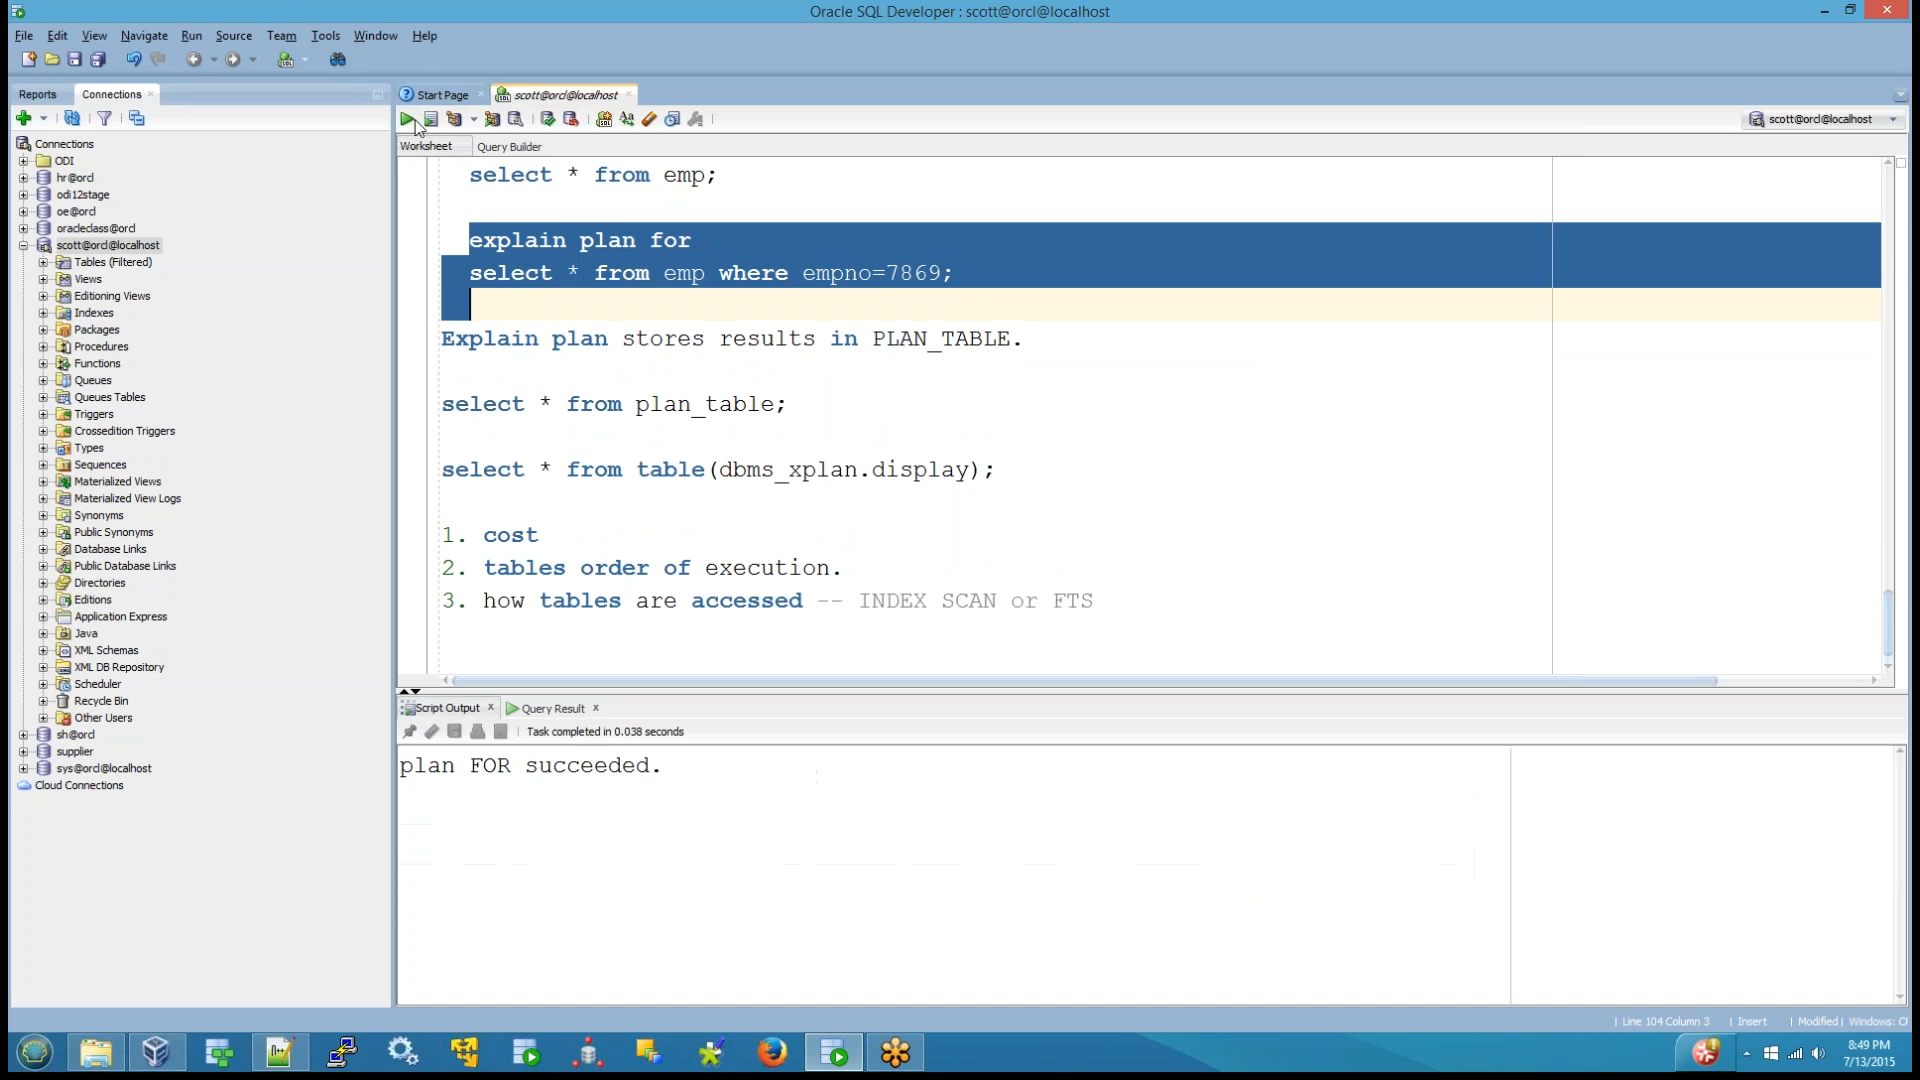 Oracle SQL Developer : scott@orcl@localhost
File Edit View Navigate Run Source Team Tools Window Help
Reports Connections
Start Page scott@orcl@localhost
scott@orcl@localhost
Worksheet Query Builder
Connections
ODI
hr@orcl
odi12stage
oe@orcl
oracleclass@orcl
scott@orcl@localhost
Tables (Filtered)
Views
Editioning Views
Indexes
Packages
Procedures
Functions
Queues
Queues Tables
Triggers
Crossedition Triggers
Types
Sequences
Materialized Views
Materialized View Logs
Synonyms
Public Synonyms
Database Links
Public Database Links
Directories
Editions
Application Express
Java
XML Schemas
XML DB Repository
Scheduler
Recycle Bin
Other Users
sh@orcl
supplier
sys@orcl@localhost
Cloud Connections
select * from emp;
explain plan for
select * from emp where empno=7869;
Explain plan stores results in PLAN_TABLE.
select * from plan_table;
select * from table(dbms_xplan.display);
1. cost
2. tables order of execution.
3. how tables are accessed -- INDEX SCAN or FTS
Script Output Query Result
Task completed in 0.038 seconds
plan FOR succeeded.
Line 104 Column 3 Insert Modified Windows:
8:49 PM
7/13/2015